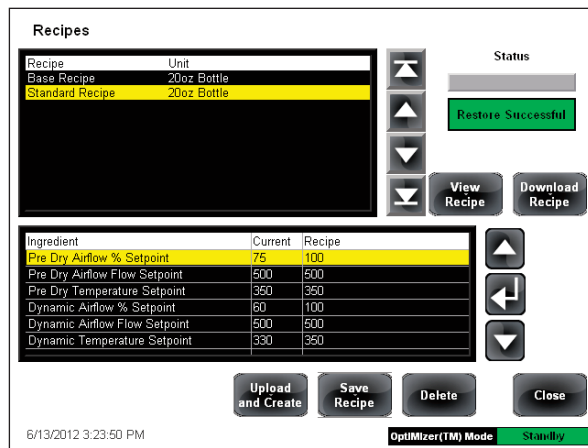 Recipes
Recipe Unit
Base Recipe 20oz Bottle
Standard Recipe 20oz Bottle
Status
Restore Successful
View Recipe
Download Recipe
Ingredient Current Recipe
Pre Dry Airflow % Setpoint 75 100
Pre Dry Airflow Flow Setpoint 500 500
Pre Dry Temperature Setpoint 350 350
Dynamic Airflow % Setpoint 60 100
Dynamic Airflow Flow Setpoint 500 500
Dynamic Temperature Setpoint 330 350
Upload and Create
Save Recipe
Delete
Close
6/13/2012 3:23:50 PM
OptiMizer(TM) Mode Standby